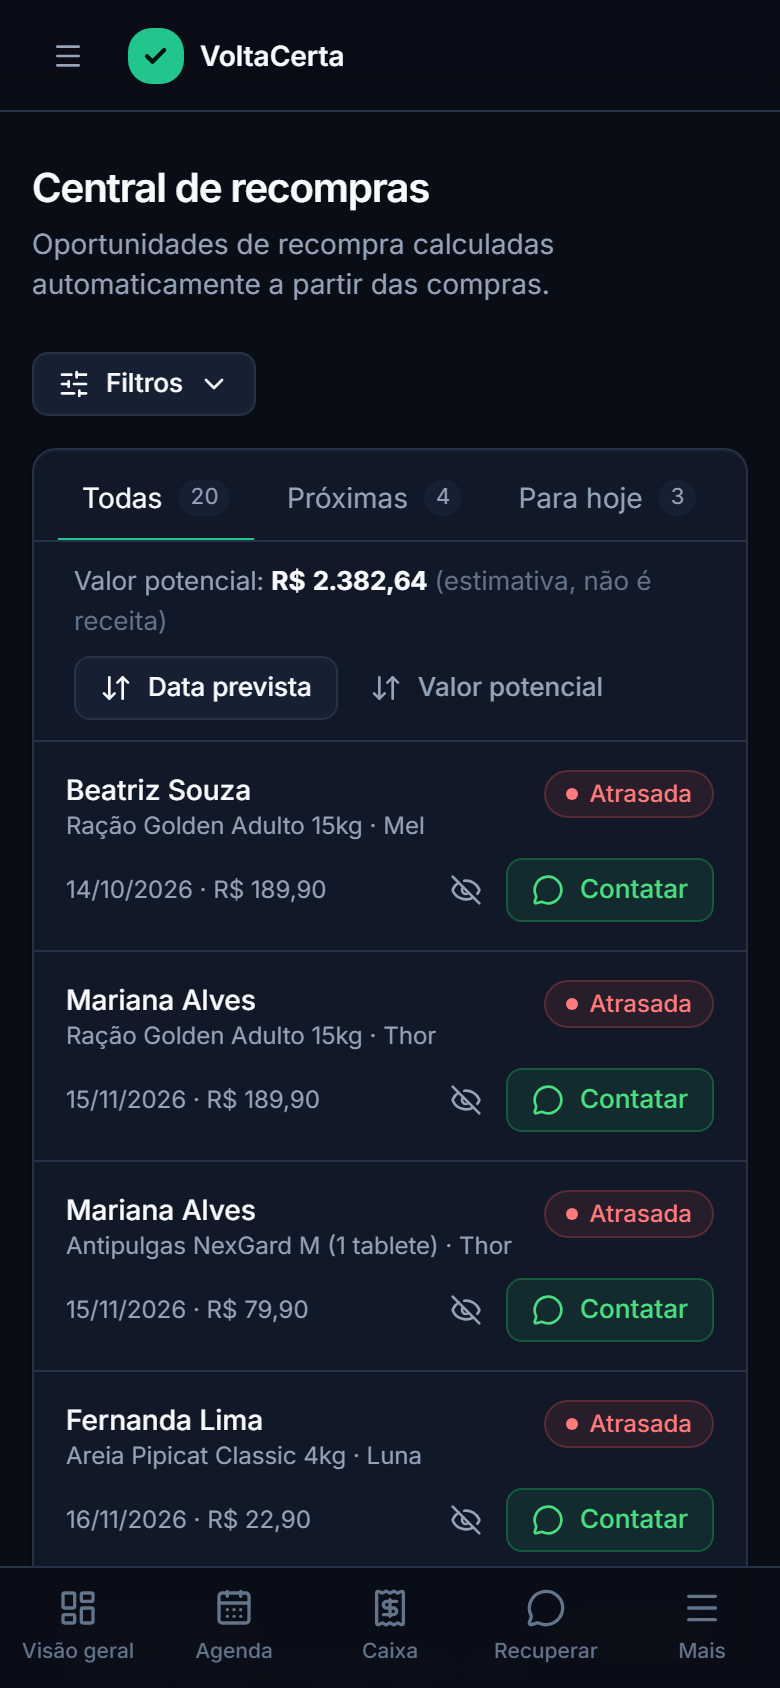 VoltaCerta
Central de recompras
Oportunidades de recompra calculadas
automaticamente a partir das compras.
Filtros
Todas 20 Próximas 4 Para hoje 3
Valor potencial: R$ 2.382,64 (estimativa, não é
receita)
Data prevista Valor potencial
Beatriz Souza Atrasada
Ração Golden Adulto 15kg · Mel
14/10/2026 · R$ 189,90 Contatar
Mariana Alves Atrasada
Ração Golden Adulto 15kg · Thor
15/11/2026 · R$ 189,90 Contatar
Mariana Alves Atrasada
Antipulgas NexGard M (1 tablete) · Thor
15/11/2026 · R$ 79,90 Contatar
Fernanda Lima Atrasada
Areia Pipicat Classic 4kg · Luna
16/11/2026 · R$ 22,90 Contatar
Visão geral Agenda Caixa Recuperar Mais